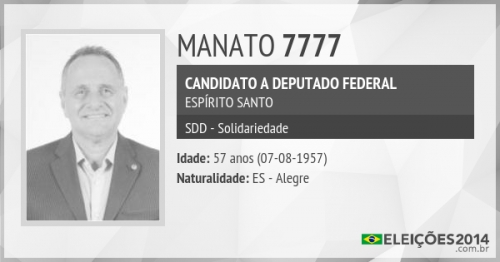 MANATO 7777
CANDIDATO A DEPUTADO FEDERAL
ESPÍRITO SANTO
SDD - Solidariedade
Idade: 57 anos (07-08-1957)
Naturalidade: ES - Alegre
ELEIÇÕES2014
.com.br